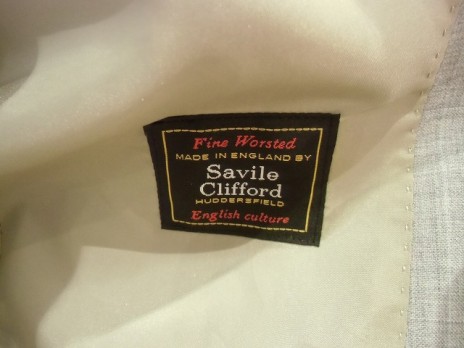 Fine Worsted
MADE IN ENGLAND BY
Savile
Clifford
HUDDERSFIELD
English culture